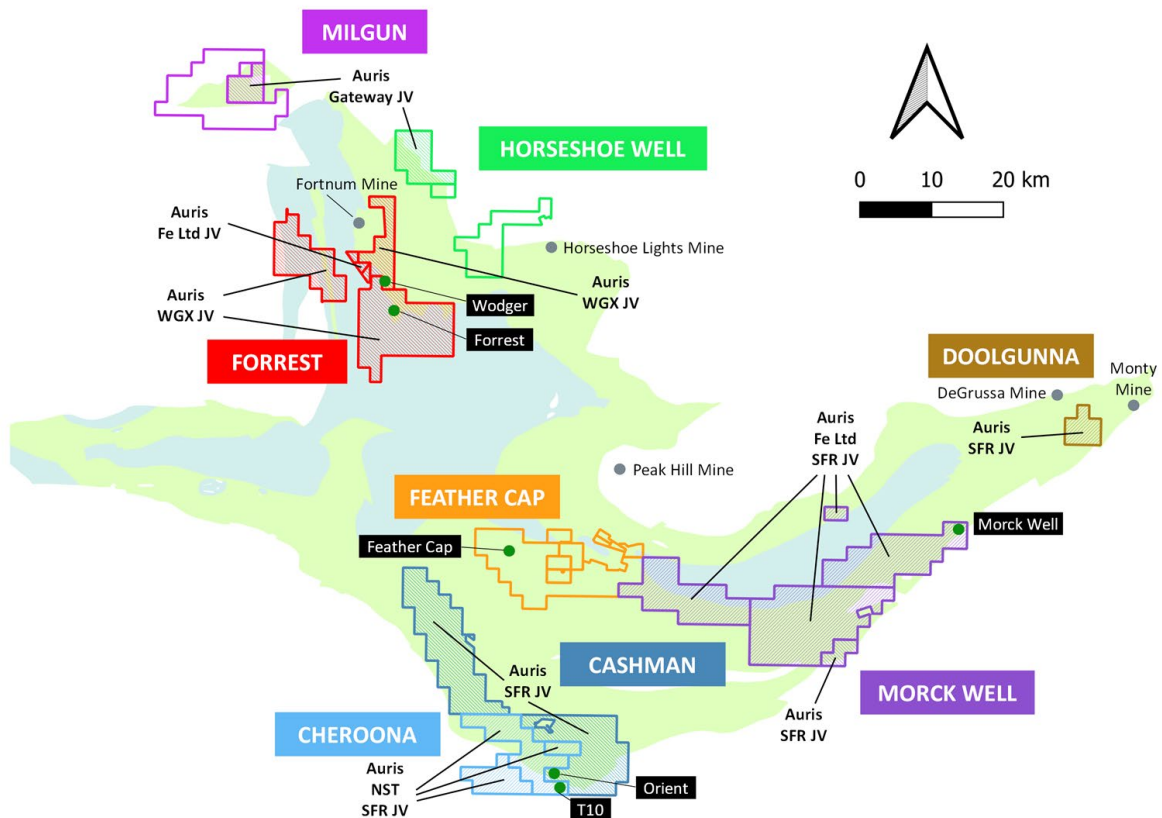 MILGUN
Auris
Gateway JV
HORSESHOE WELL
0 10 20 km
Fortnum Mine
Auris
Fe Ltd JV
Horseshoe Lights Mine
Auris
WGX JV
Auris
WGX JV
Wodger
Forrest
FORREST
DOOLGUNNA
Monty
Mine
DeGrussa Mine
Auris
Fe Ltd
SFR JV
Auris
SFR JV
Peak Hill Mine
FEATHER CAP
Morck Well
Feather Cap
Auris
SFR JV
CASHMAN
MORCK WELL
Auris
SFR JV
CHEROONA
Auris
NST
SFR JV
Orient
T10